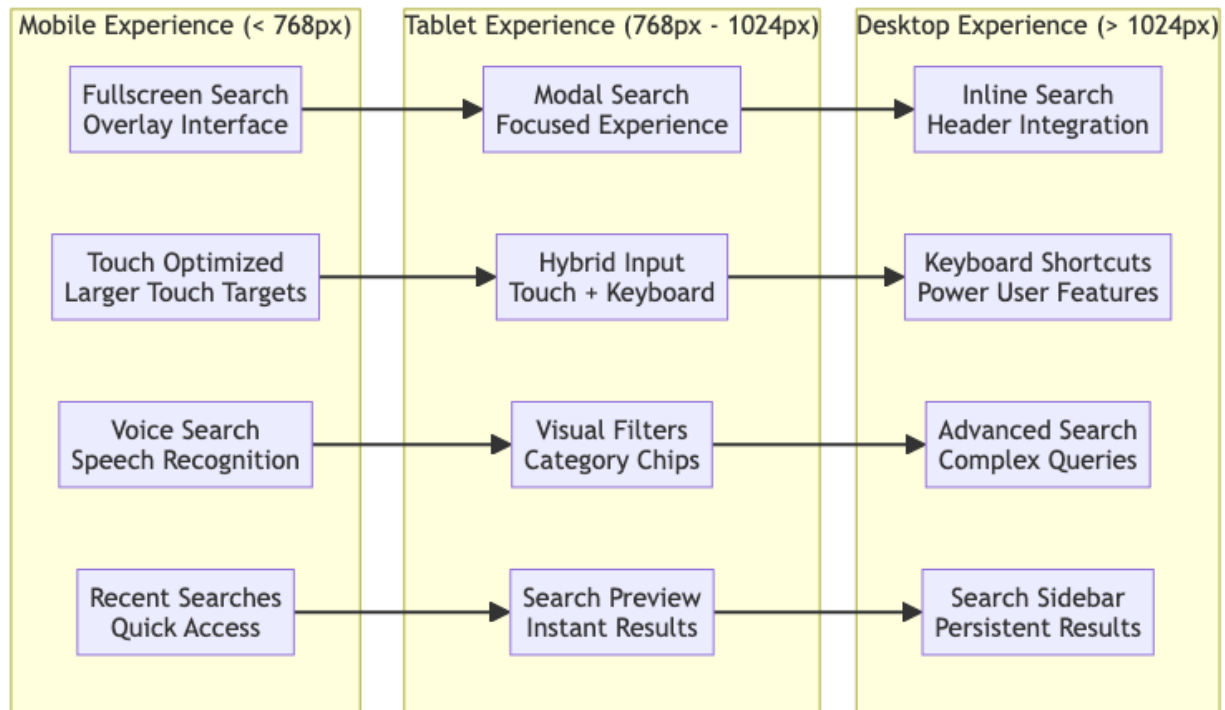 Mobile Experience (< 768px)
Tablet Experience (768px - 1024px)
Desktop Experience (> 1024px)
Fullscreen Search
Overlay Interface
Modal Search
Focused Experience
Inline Search
Header Integration
Touch Optimized
Larger Touch Targets
Hybrid Input
Touch + Keyboard
Keyboard Shortcuts
Power User Features
Voice Search
Speech Recognition
Visual Filters
Category Chips
Advanced Search
Complex Queries
Recent Searches
Quick Access
Search Preview
Instant Results
Search Sidebar
Persistent Results